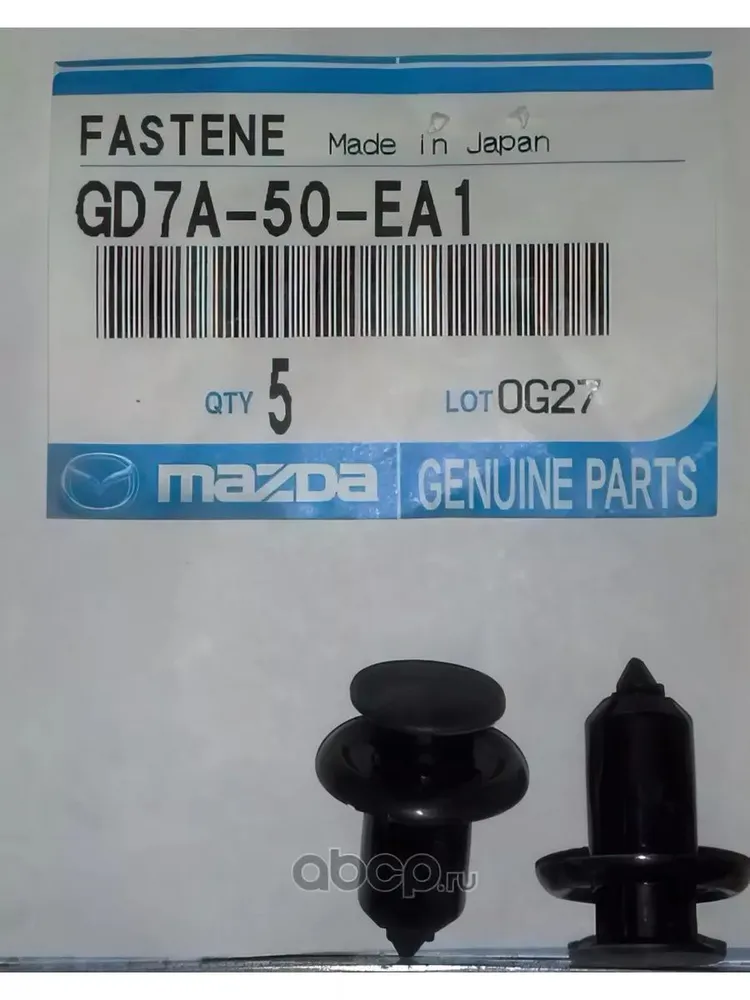 FASTENE Made in Japan
GD7A-50-EA1
QTY 5 LOT 0G27
mazda GENUINE PARTS
abcp.ru